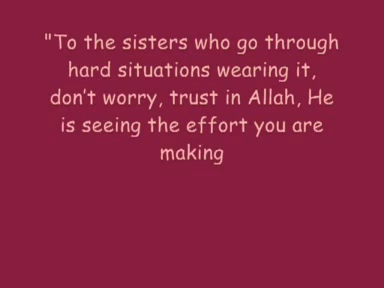 "To the sisters who go through
hard situations wearing it,
don't worry, trust in Allah, He
is seeing the effort you are
making